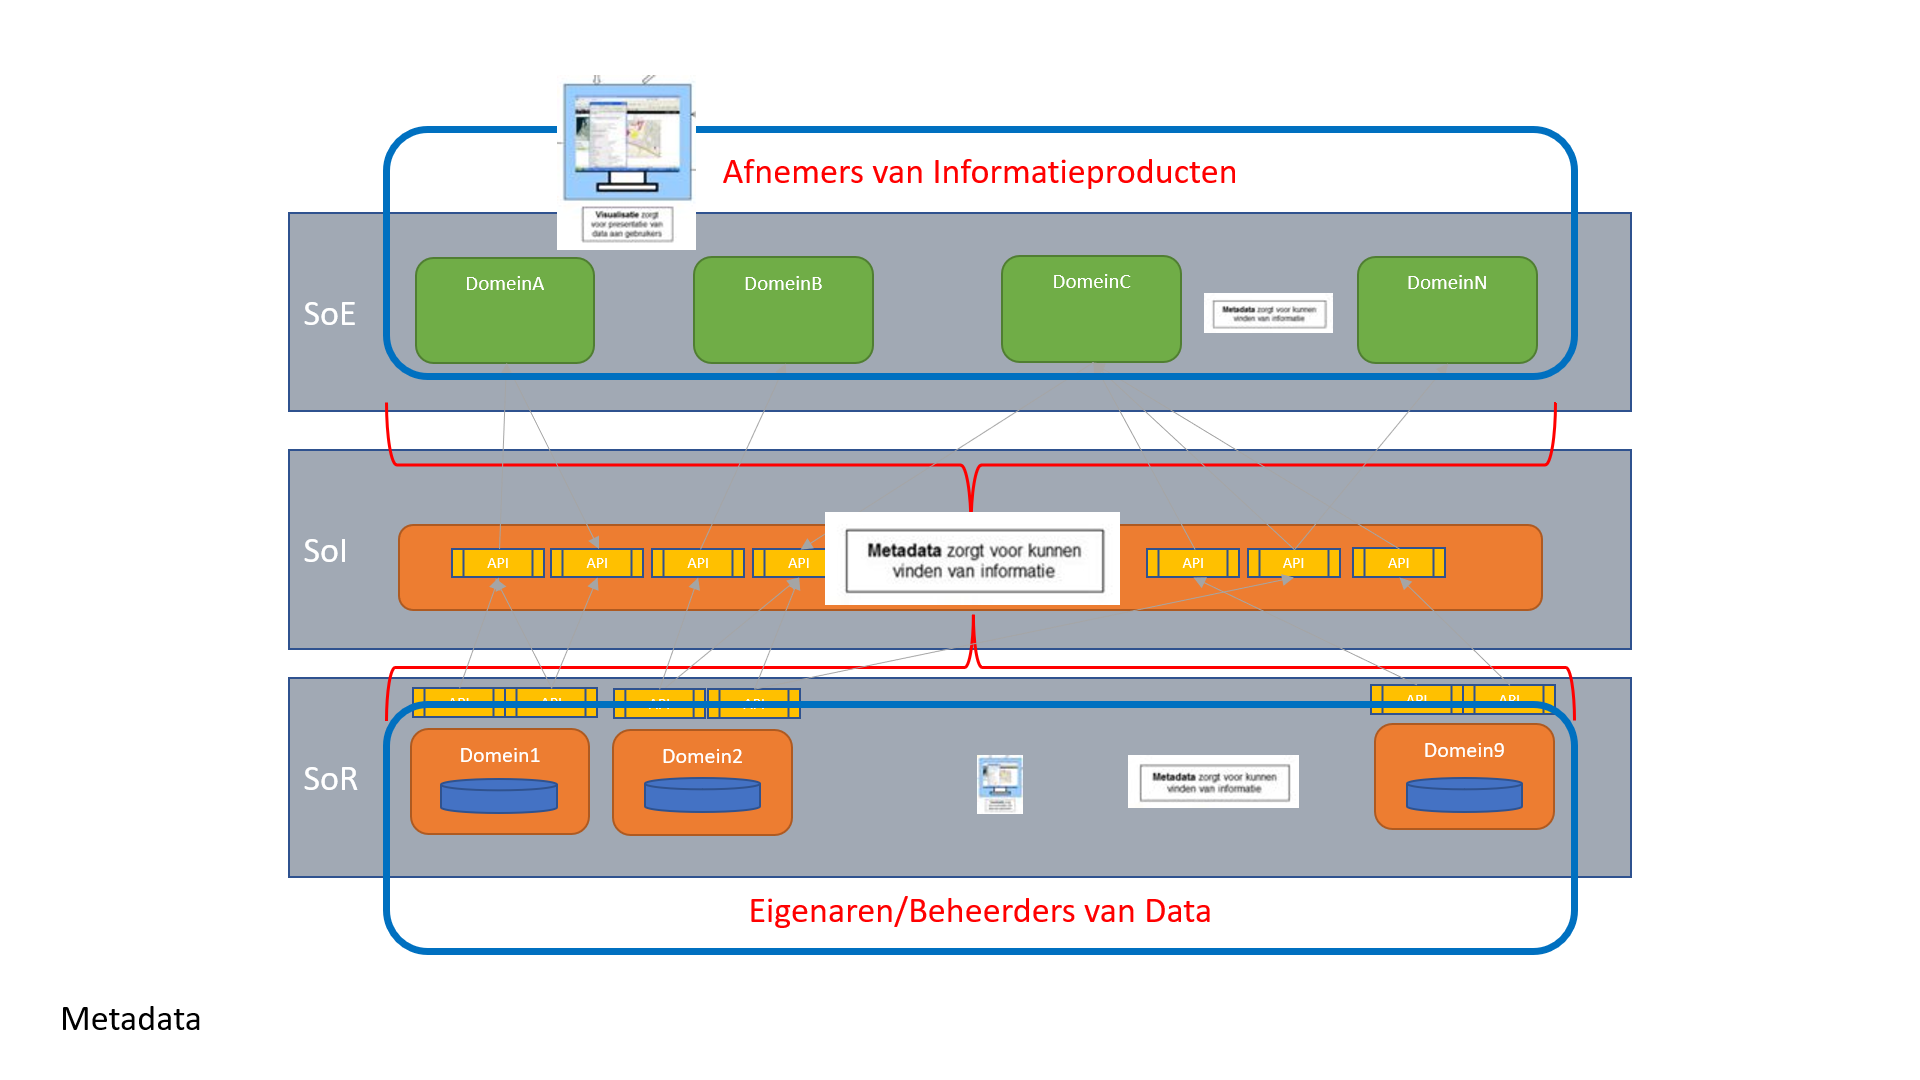 Afnemers van Informatieproducten
Visualisatie zorgt
voor presentatie van
data aan gebruikers
SoE
DomeinA
DomeinB
DomeinC
Metadata zorgt voor kunnen
vinden van informatie
DomeinN
SoI
API
API
API
API
Metadata zorgt voor kunnen
vinden van informatie
API
API
API
API
API
API
API
API
API
SoR
Domein1
Domein2
Metadata zorgt voor kunnen
vinden van informatie
Domein9
Eigenaren/Beheerders van Data
Metadata